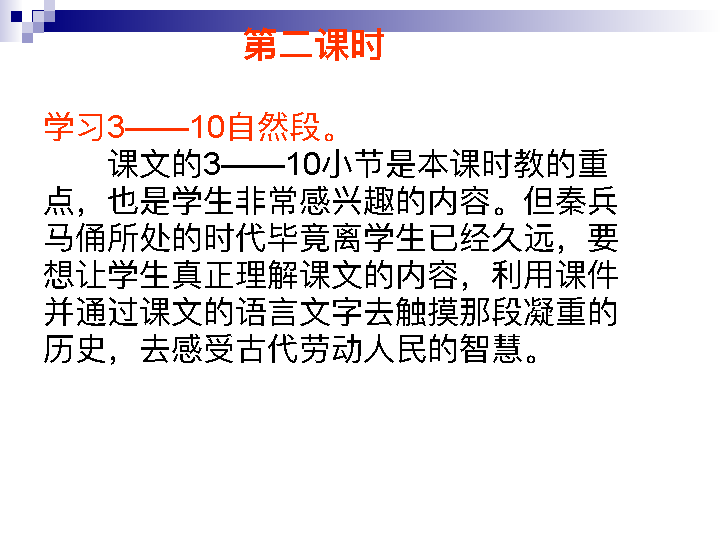 第二课时
学习3——10自然段。
课文的3——10小节是本课时教的重
点，也是学生非常感兴趣的内容。但秦兵
马俑所处的时代毕竟离学生已经久远，要
想让学生真正理解课文的内容，利用课件
并通过课文的语言文字去触摸那段凝重的
历史，去感受古代劳动人民的智慧。